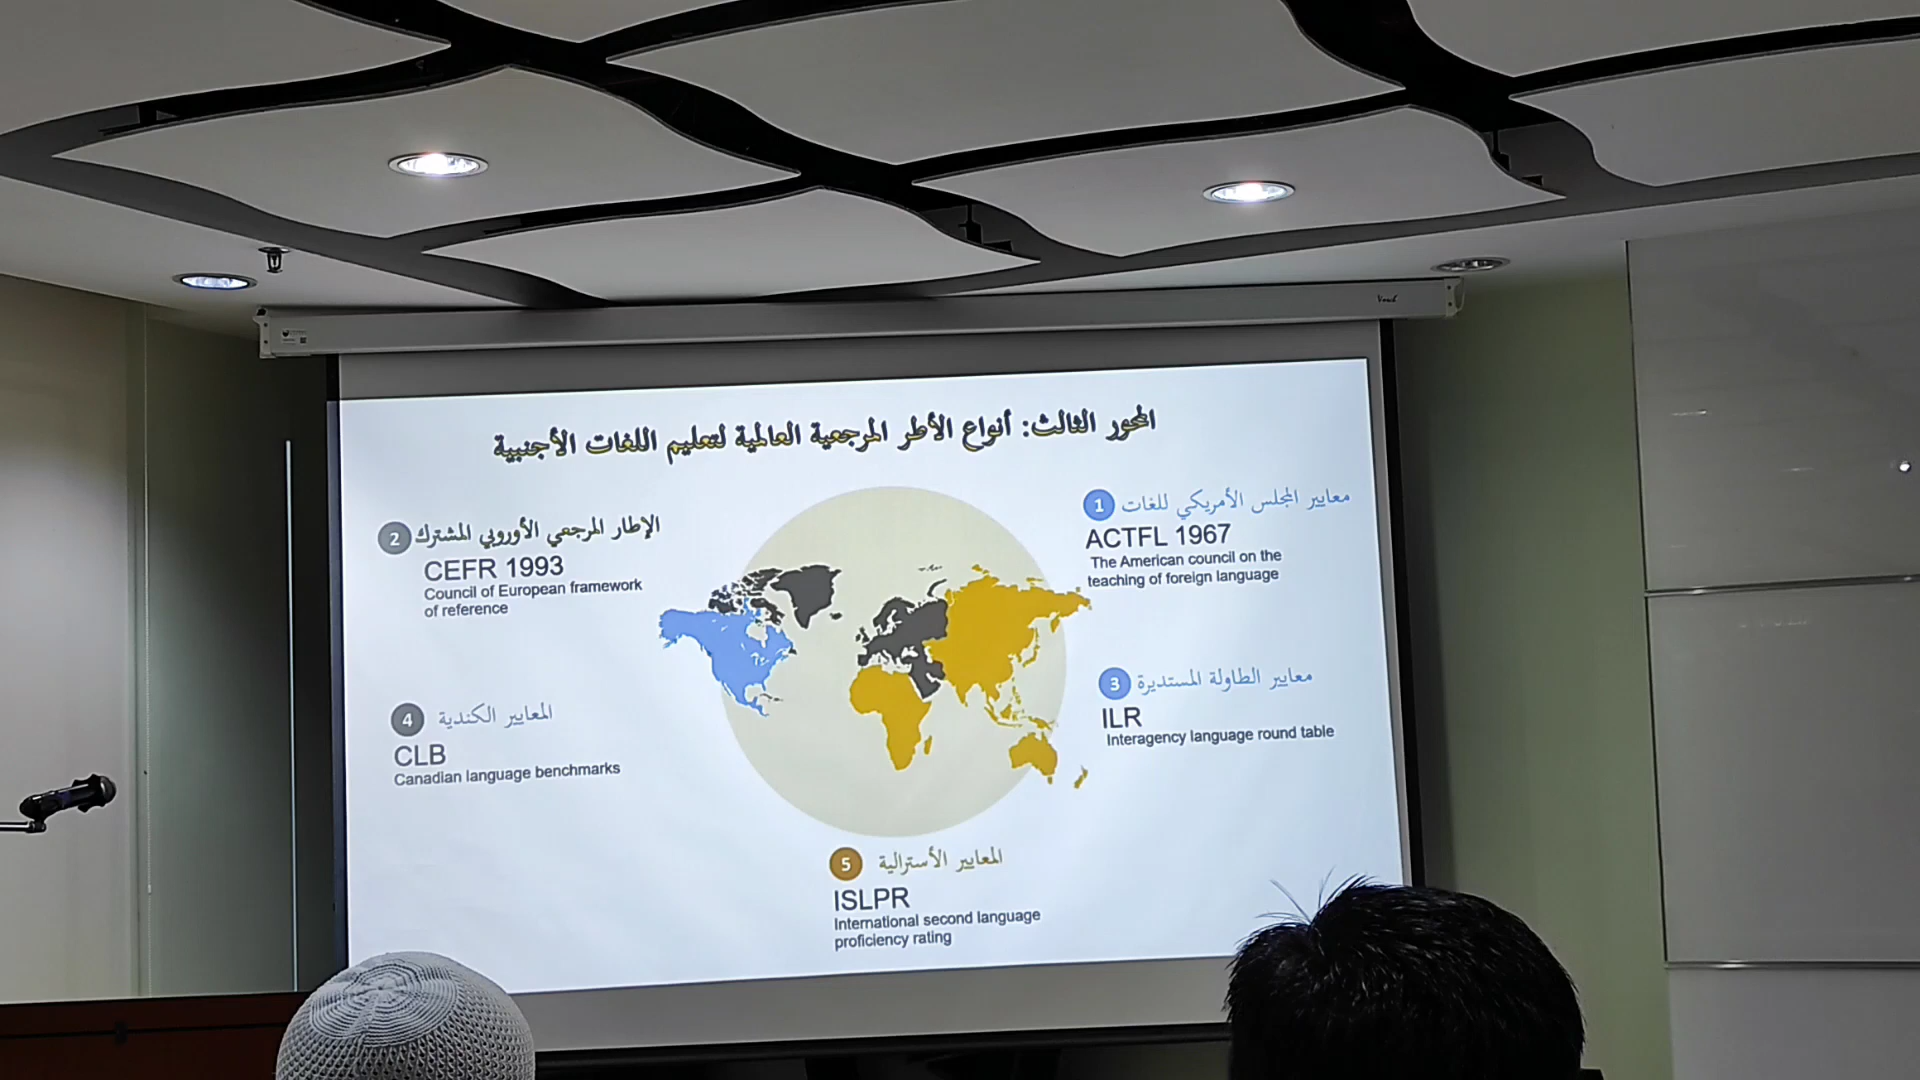 المحور الثالث: أنواع الأطر المرجعية العالمية لتعليم اللغات الأجنبية
1 معايير المجلس الأمريكي للغات
ACTFL 1967
The American council on the
teaching of foreign language
2 الإطار المرجعي الأوروبي المشترك
CEFR 1993
Council of European framework
of reference
3 معايير الطاولة المستديرة
ILR
Interagency language round table
4 المعايير الكندية
CLB
Canadian language benchmarks
5 المعايير الأسترالية
ISLPR
International second language
proficiency rating